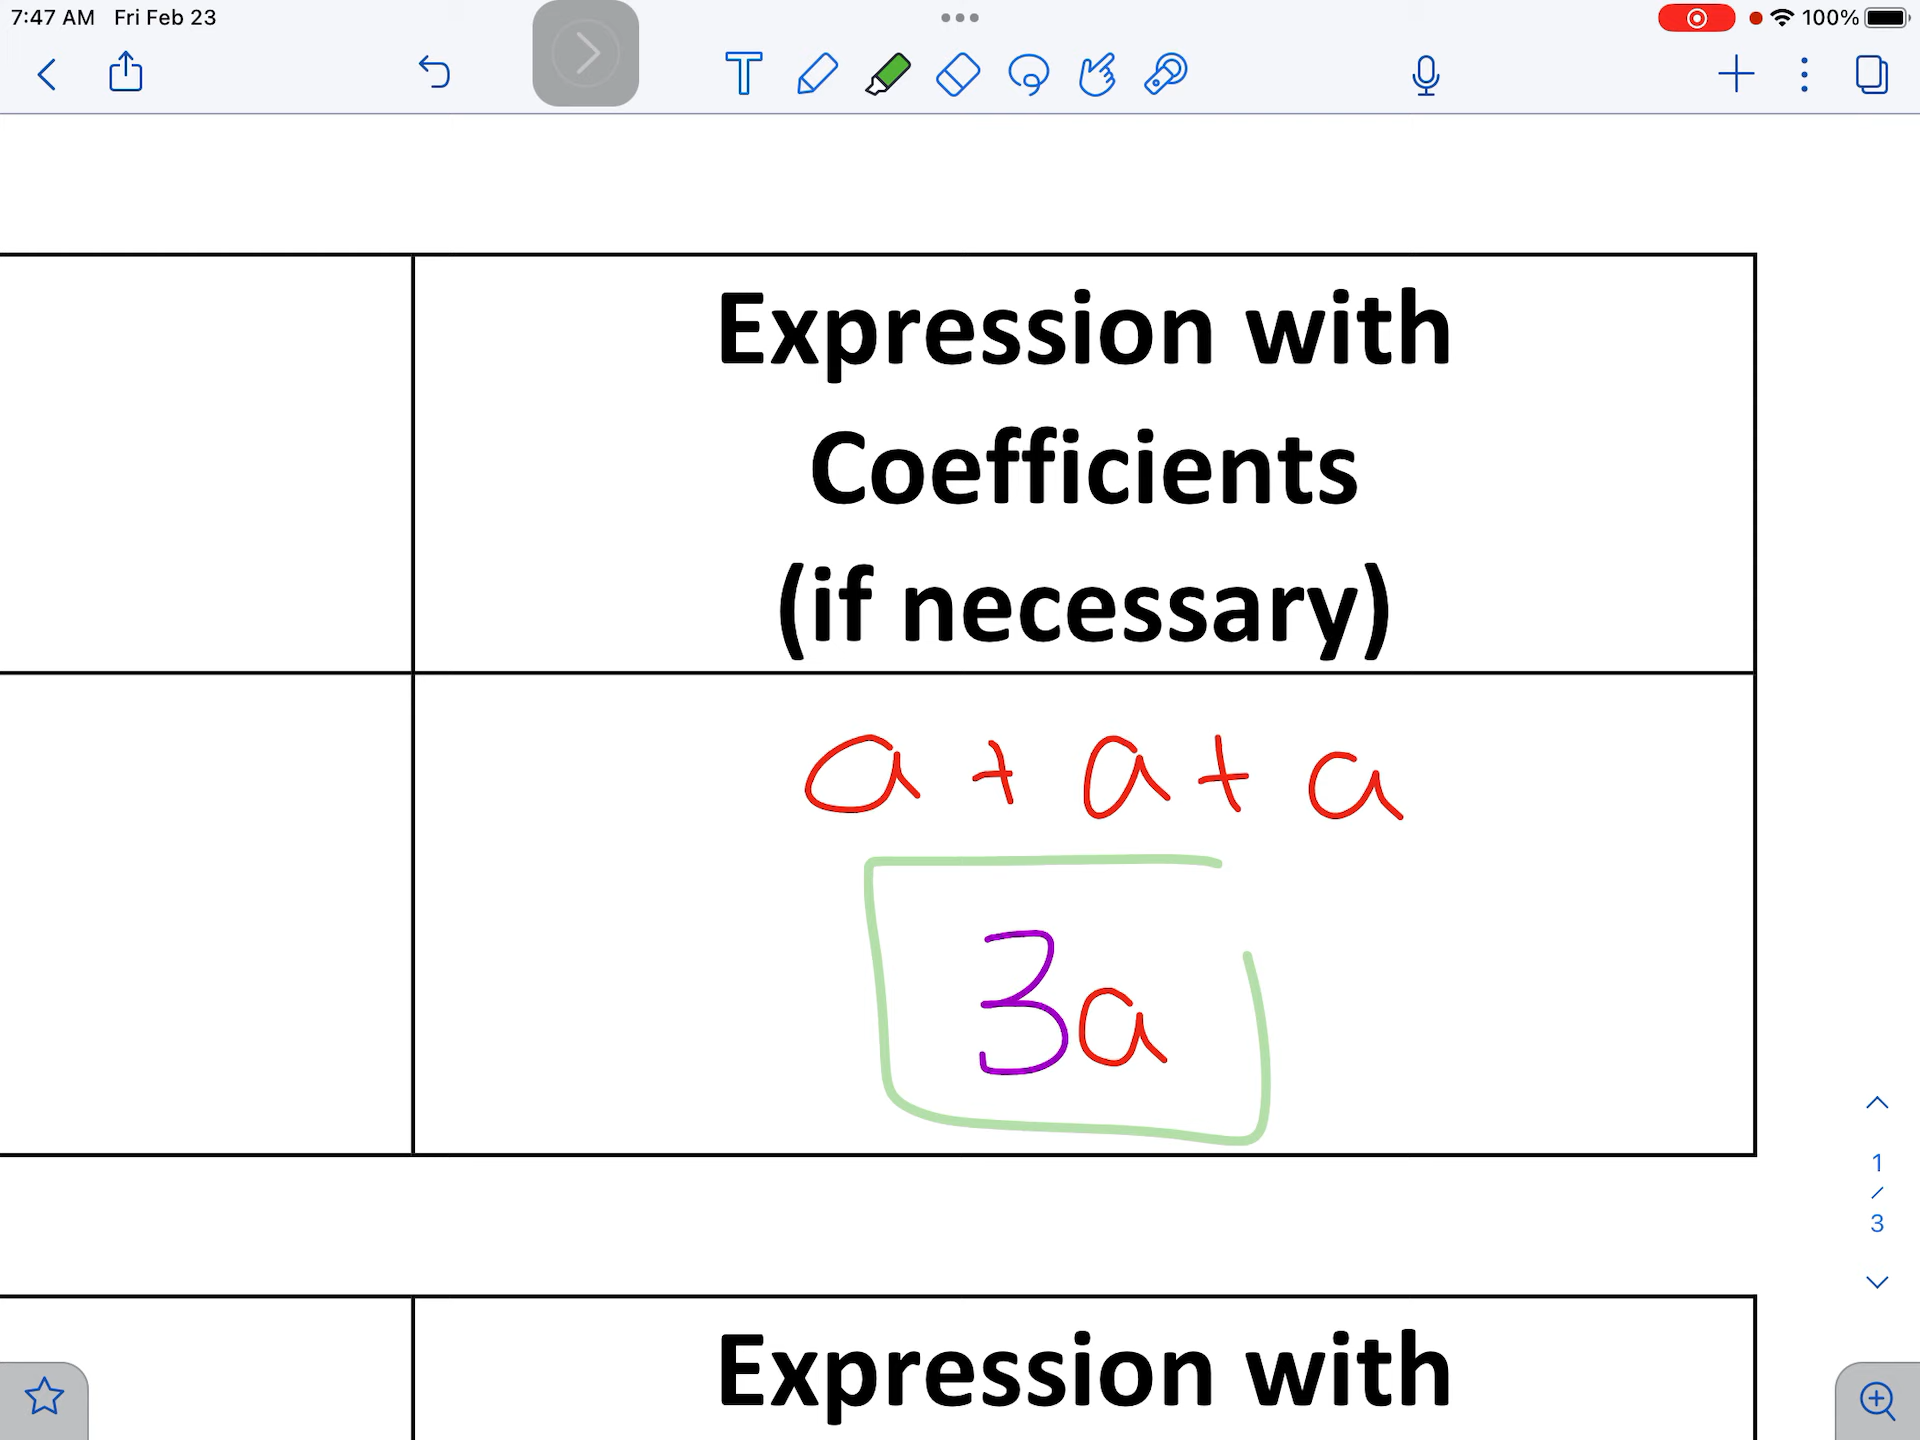 7:47 AM Fri Feb 23
100%
T
Expression with
Coefficients
(if necessary)
a + a + a
3a
1
/
3
Expression with